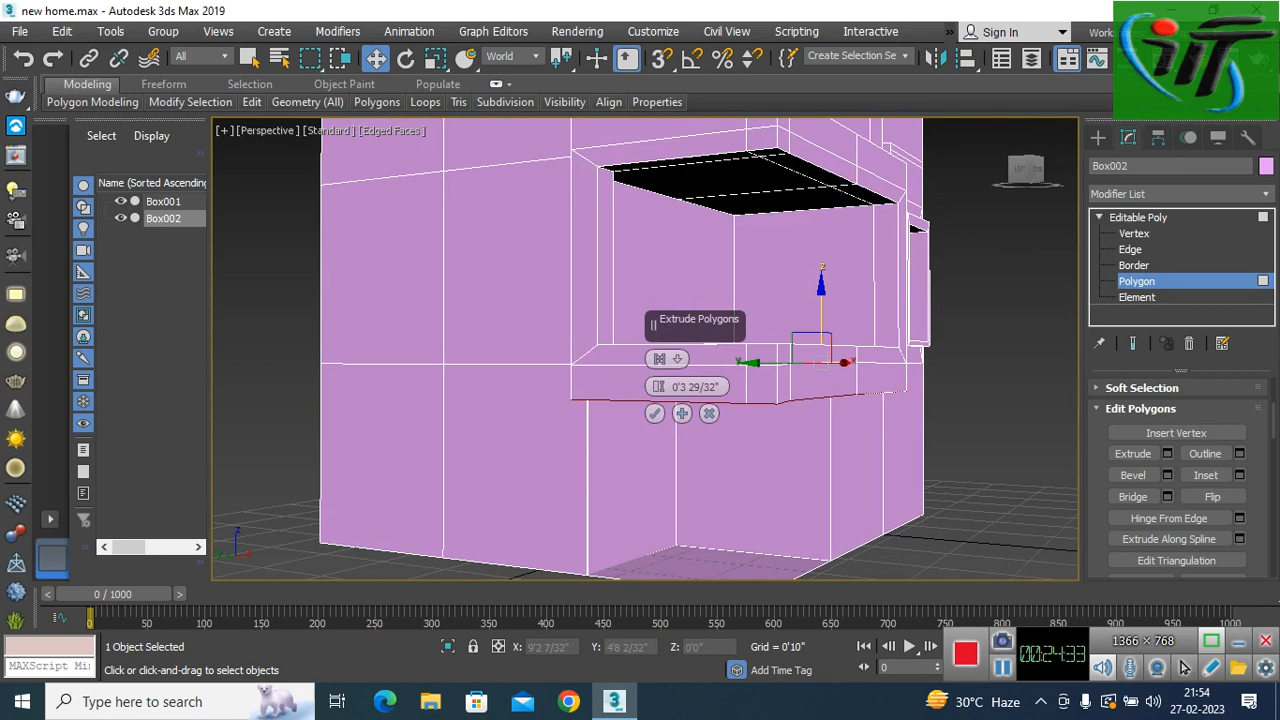 new home.max - Autodesk 3ds Max 2019
File Edit Tools Group Views Create Modifiers Animation Graph Editors Rendering Customize Civil View Scripting Interactive Sign In
All World Create Selection Se
Modeling Freeform Selection Object Paint Populate
Polygon Modeling Modify Selection Edit Geometry (All) Polygons Loops Tris Subdivision Visibility Align Properties
[+] [Perspective] [Standard] [Edged Faces]
Select Display
Name (Sorted Ascending
Box001
Box002
Extrude Polygons
0'3 29/32"
z
y
x
Box002
Modifier List
Editable Poly
Vertex
Edge
Border
Polygon
Element
Soft Selection
Edit Polygons
Insert Vertex
Extrude Outline
Bevel Inset
Bridge Flip
Hinge From Edge
Extrude Along Spline
Edit Triangulation
0 / 1000
0 50 100 150 200 250 300 350 400 450 500 550 600 650 700 750 800 850 900 950 1000
1 Object Selected
X: 9'2 7/32" Y: 4'8 2/32" Z: 0'0" Grid = 0'10"
MAXScript Mi
Click or click-and-drag to select objects
Add Time Tag
0
1366 × 768
00:24:33
Type here to search
30°C Haze
21:54
27-02-2023
iTS